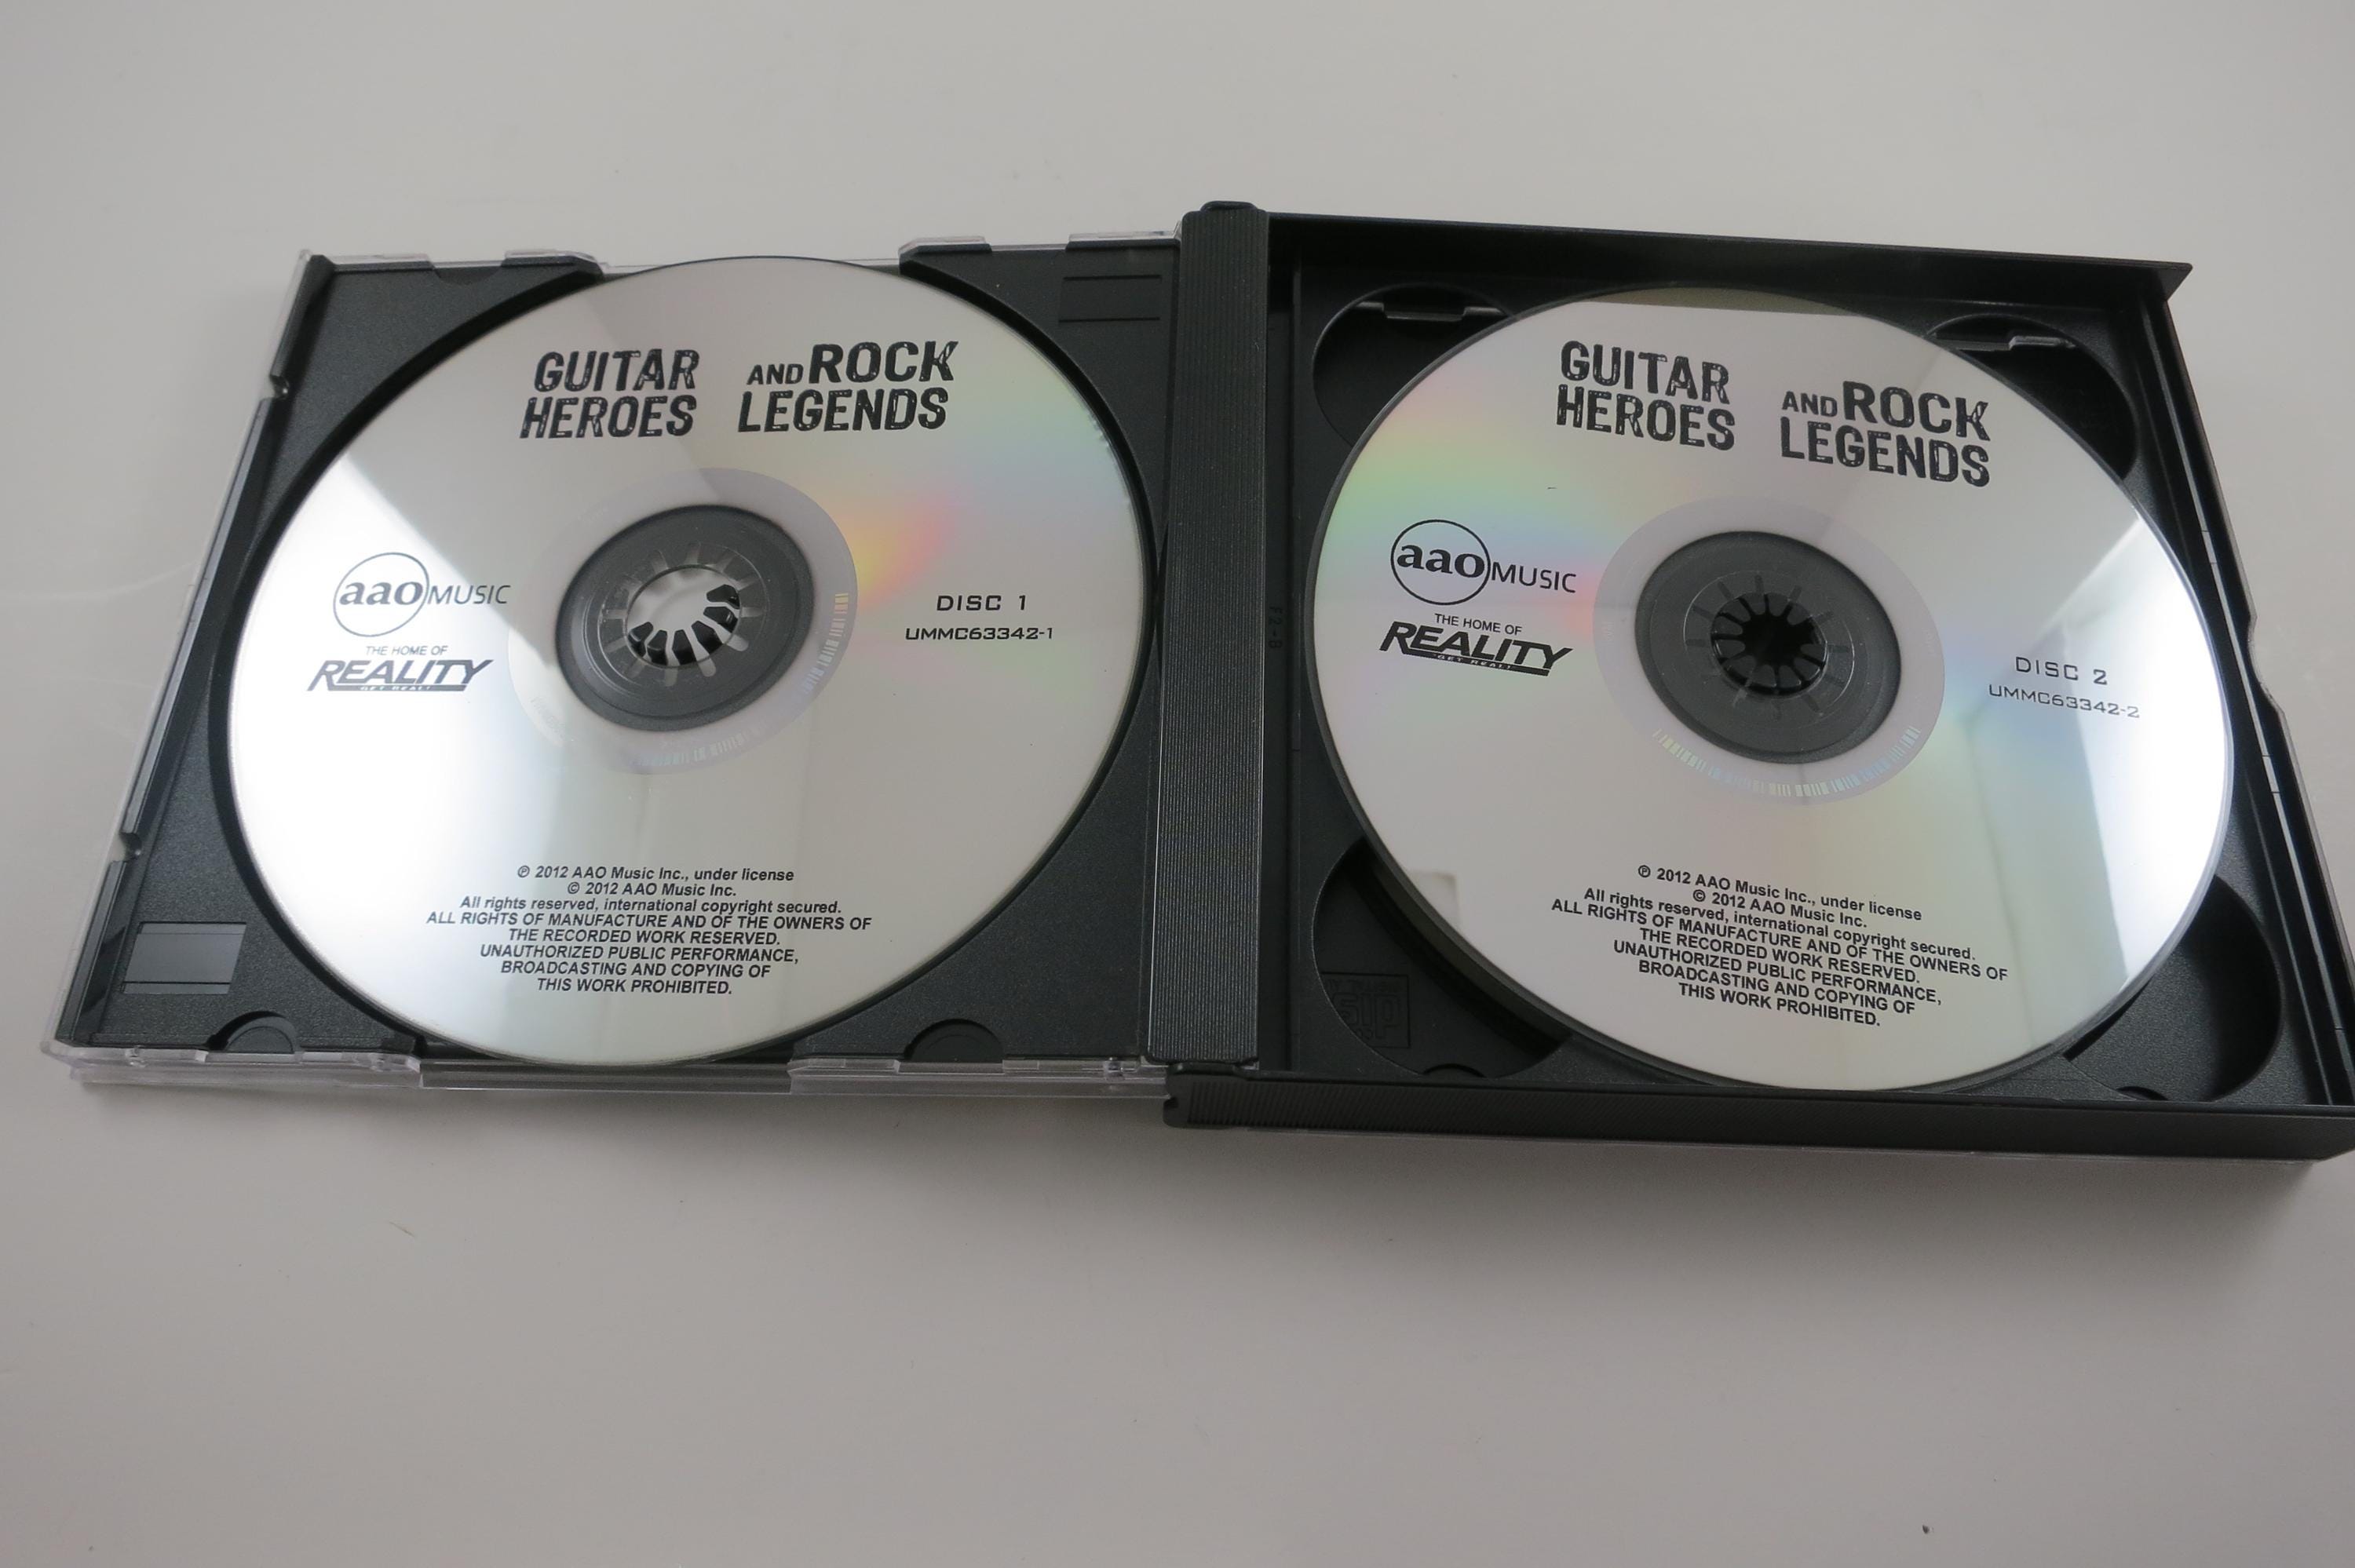 GUITAR HEROES
AND ROCK LEGENDS
aao MUSIC
THE HOME OF
REALITY
GET REAL!
DISC 1
UMMC63342-1
℗ 2012 AAO Music Inc., under license
© 2012 AAO Music Inc.
All rights reserved, international copyright secured.
ALL RIGHTS OF MANUFACTURE AND OF THE OWNERS OF
THE RECORDED WORK RESERVED.
UNAUTHORIZED PUBLIC PERFORMANCE,
BROADCASTING AND COPYING OF
THIS WORK PROHIBITED.
GUITAR HEROES
AND ROCK LEGENDS
aao MUSIC
THE HOME OF
REALITY
GET REAL!
DISC 2
UMMC63342-2
℗ 2012 AAO Music Inc., under license
© 2012 AAO Music Inc.
All rights reserved, international copyright secured.
ALL RIGHTS OF MANUFACTURE AND OF THE OWNERS OF
THE RECORDED WORK RESERVED.
UNAUTHORIZED PUBLIC PERFORMANCE,
BROADCASTING AND COPYING OF
THIS WORK PROHIBITED.